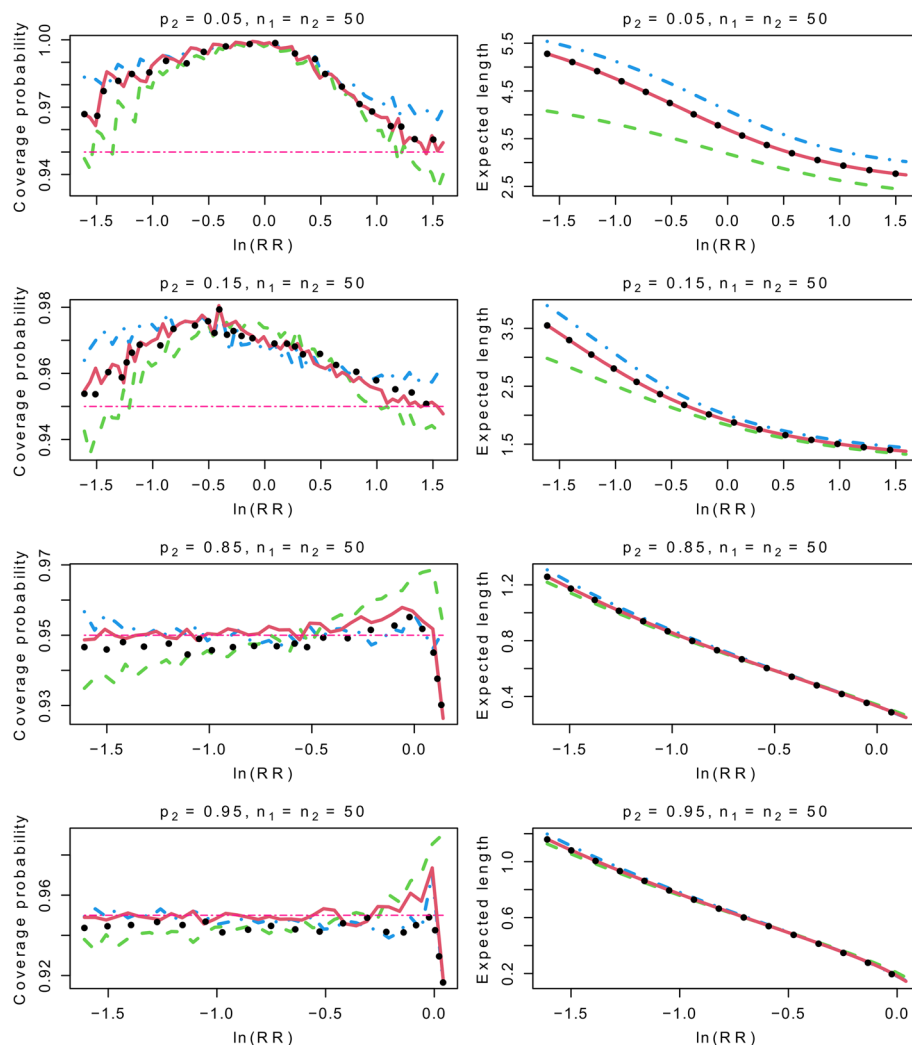 p2 = 0.05, n1 = n2 = 50
Coverage probability
0.94 0.97 1.00
−1.5 −1.0 −0.5 0.0 0.5 1.0 1.5
ln(RR)
p2 = 0.05, n1 = n2 = 50
Expected length
2.5 3.5 4.5 5.5
−1.5 −1.0 −0.5 0.0 0.5 1.0 1.5
ln(RR)
p2 = 0.15, n1 = n2 = 50
Coverage probability
0.94 0.96 0.98
−1.5 −1.0 −0.5 0.0 0.5 1.0 1.5
ln(RR)
p2 = 0.15, n1 = n2 = 50
Expected length
1.5 2.5 3.5
−1.5 −1.0 −0.5 0.0 0.5 1.0 1.5
ln(RR)
p2 = 0.85, n1 = n2 = 50
Coverage probability
0.93 0.95 0.97
−1.5 −1.0 −0.5 0.0
ln(RR)
p2 = 0.85, n1 = n2 = 50
Expected length
0.4 0.8 1.2
−1.5 −1.0 −0.5 0.0
ln(RR)
p2 = 0.95, n1 = n2 = 50
Coverage probability
0.92 0.96
−1.5 −1.0 −0.5 0.0
ln(RR)
p2 = 0.95, n1 = n2 = 50
Expected length
0.2 0.6 1.0
−1.5 −1.0 −0.5 0.0
ln(RR)